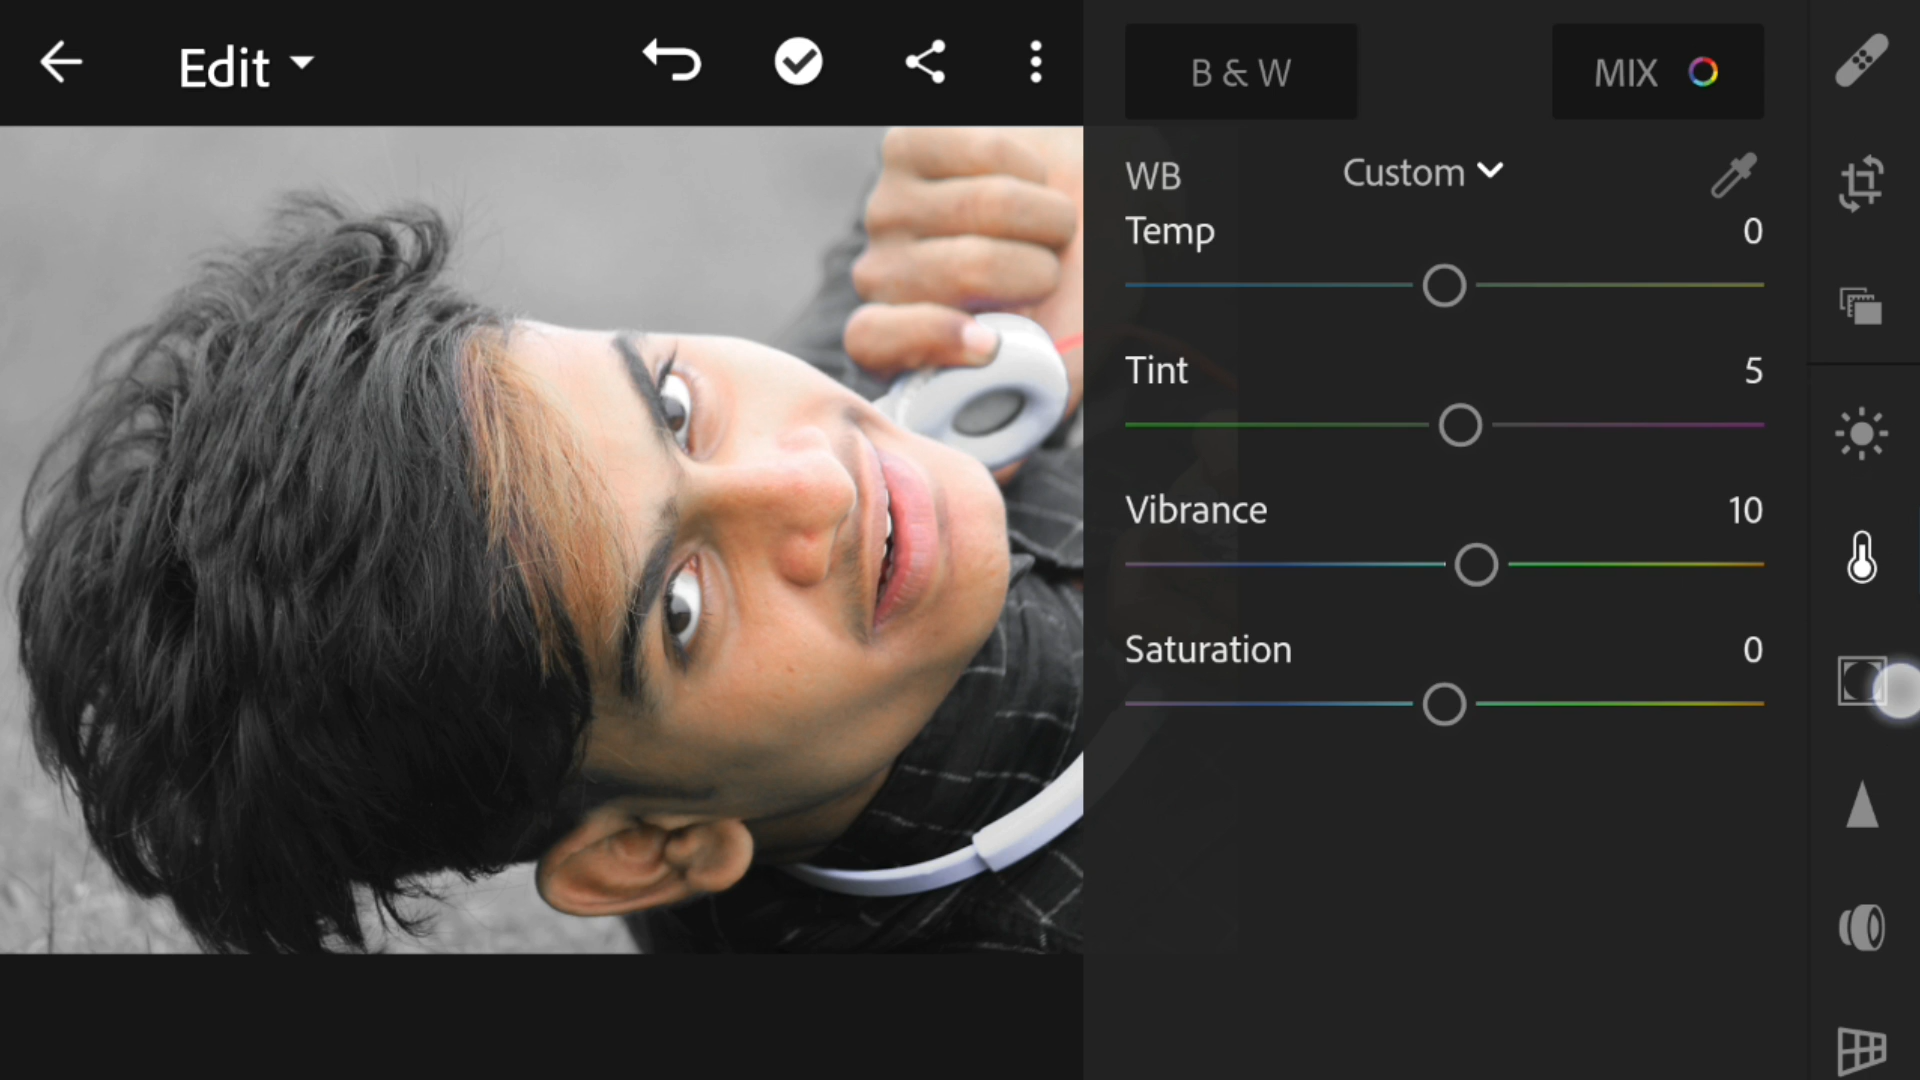 Edit
B & W
MIX
WB
Custom
Temp 0
Tint 5
Vibrance 10
Saturation 0